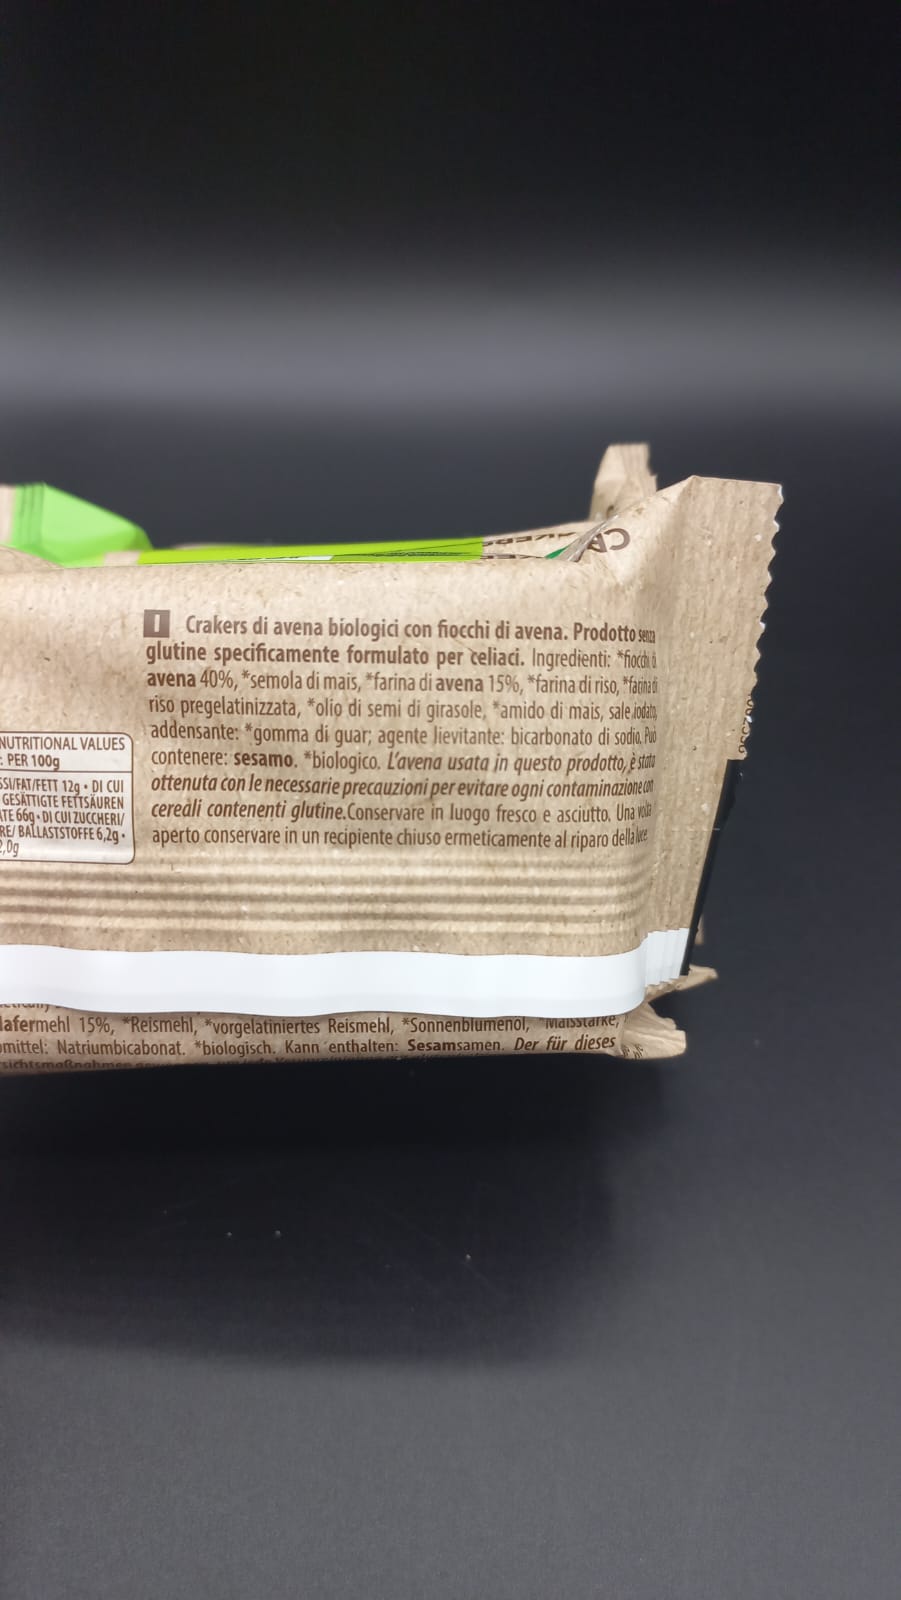 CRA
I Crakers di avena biologici con fiocchi di avena. Prodotto senza
glutine specificamente formulato per celiaci. Ingredienti: *fiocchi di
avena 40%, *semola di mais, *farina di avena 15%, *farina di riso, *farina di
riso pregelatinizzata, *olio di semi di girasole, *amido di mais, sale iodato,
addensante: *gomma di guar; agente lievitante: bicarbonato di sodio. Può
contenere: sesamo. *biologico. L'avena usata in questo prodotto, è stata
ottenuta con le necessarie precauzioni per evitare ogni contaminazione con
cereali contenenti glutine.Conservare in luogo fresco e asciutto. Una volta
aperto conservare in un recipiente chiuso ermeticamente al riparo della luce.
NUTRITIONAL VALUES
: PER 100g
SSI/FAT/FETT 12g • DI CUI
GESÄTTIGTE FETTSÄUREN
ATE 66g • DI CUI ZUCCHERI/
RE/ BALLASTSTOFFE 6,2g •
2,0g
lafermehl 15%, *Reismehl, *vorgelatiniertes Reismehl, *Sonnenblumenöl, *Maisstärke,
mittel: Natriumbicabonat. *biologisch. Kann enthalten: Sesamsamen. Der für dieses